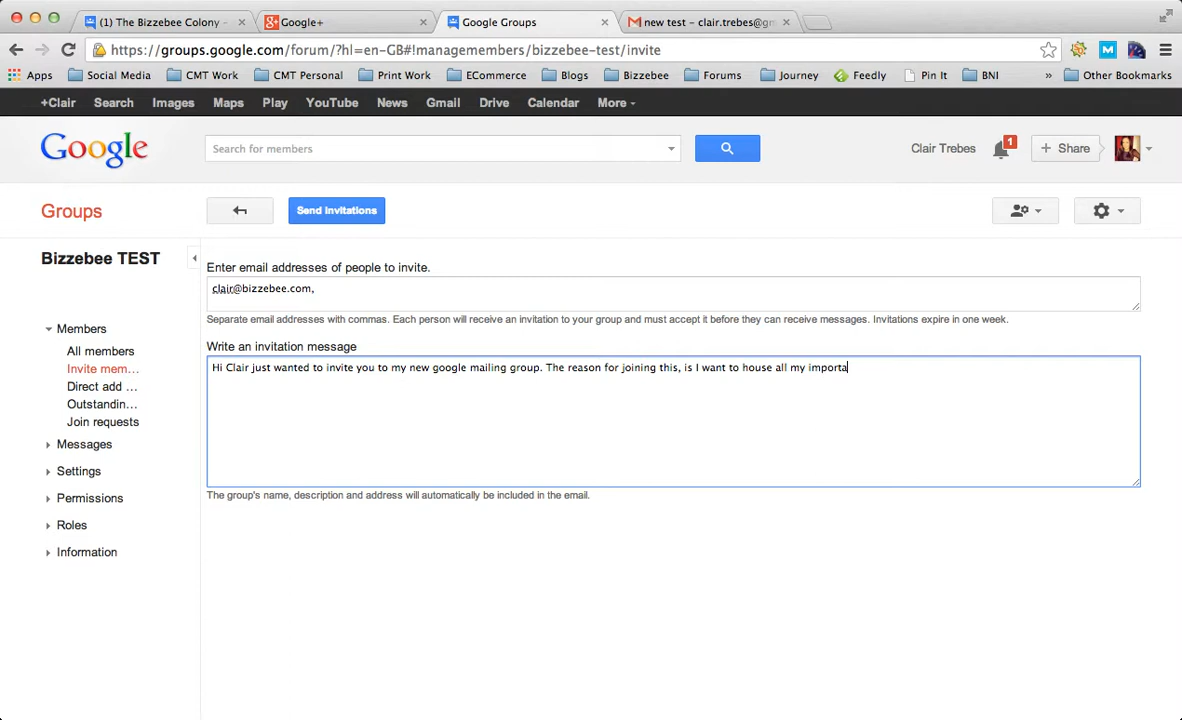 (1) The Bizzebee Colony -
Google+
Google Groups
new test - clair.trebes@gr
https://groups.google.com/forum/?hl=en-GB#!managemembers/bizzebee-test/invite
Apps Social Media CMT Work CMT Personal Print Work ECommerce Blogs Bizzebee Forums Journey Feedly Pin It BNI » Other Bookmarks
+Clair Search Images Maps Play YouTube News Gmail Drive Calendar More
Google
Search for members
Clair Trebes
1
+ Share
Groups
Send invitations
Bizzebee TEST
Members
All members
Invite mem...
Direct add ...
Outstandin...
Join requests
Messages
Settings
Permissions
Roles
Information
Enter email addresses of people to invite.
clair@bizzebee.com,
Separate email addresses with commas. Each person will receive an invitation to your group and must accept it before they can receive messages. Invitations expire in one week.
Write an invitation message
Hi Clair just wanted to invite you to my new google mailing group. The reason for joining this, is I want to house all my importa
The group's name, description and address will automatically be included in the email.